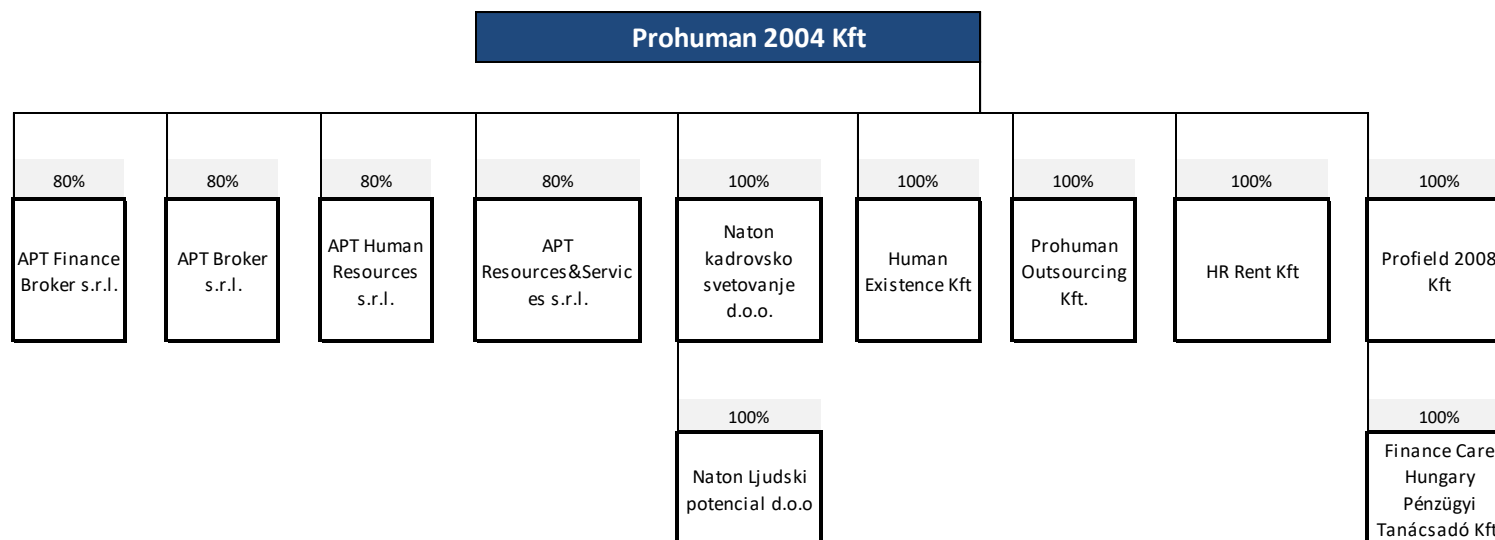 Prohuman 2004 Kft
80%
80%
80%
80%
100%
100%
100%
100%
100%
APT Finance
Broker s.r.l.
APT Broker
s.r.l.
APT Human
Resources
s.r.l.
APT
Resources&Servic
es s.r.l.
Naton
kadrovsko
svetovanje
d.o.o.
Human
Existence Kft
Prohuman
Outsourcing
Kft.
HR Rent Kft
Profield 2008
Kft
100%
100%
Naton Ljudski
potencial d.o.o
Finance Care
Hungary
Pénzügyi
Tanácsadó Kft